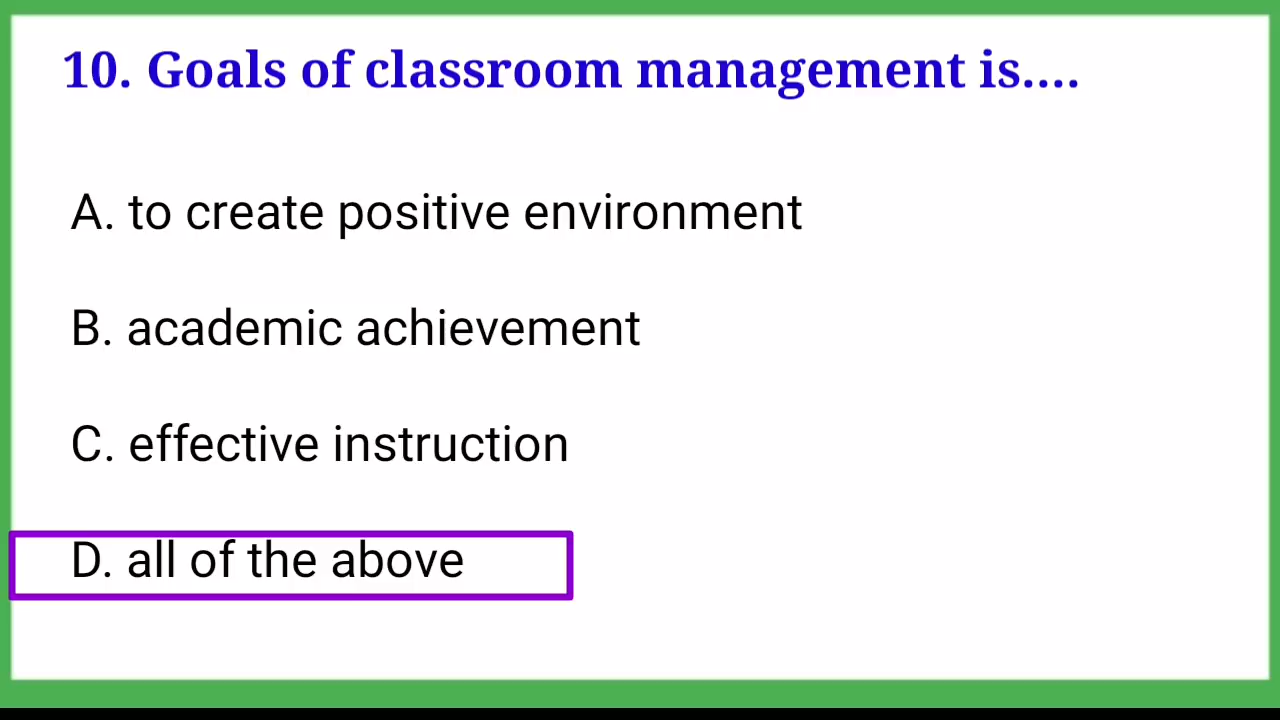 10. Goals of classroom management is....
A. to create positive environment
B. academic achievement
C. effective instruction
D. all of the above